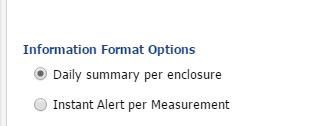 Information Format Options
Daily summary per enclosure
Instant Alert per Measurement